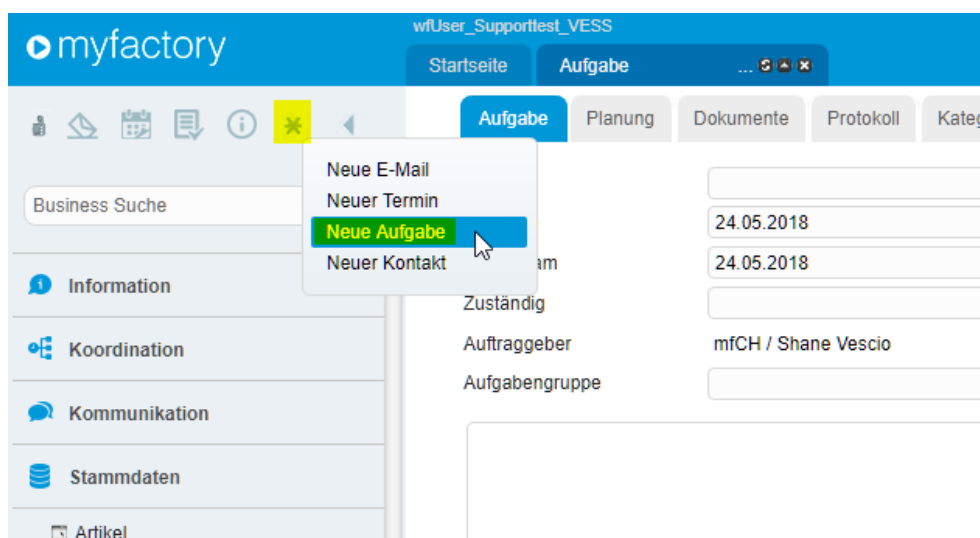 wfUser_Supporttest_VESS
myfactory
Startseite Aufgabe ...
Aufgabe Planung Dokumente Protokoll
Neue E-Mail
Neuer Termin
Neue Aufgabe
Neuer Kontakt
Business Suche
24.05.2018
am 24.05.2018
Zuständig
Auftraggeber mfCH / Shane Vescio
Aufgabengruppe
Information
Koordination
Kommunikation
Stammdaten
Artikel